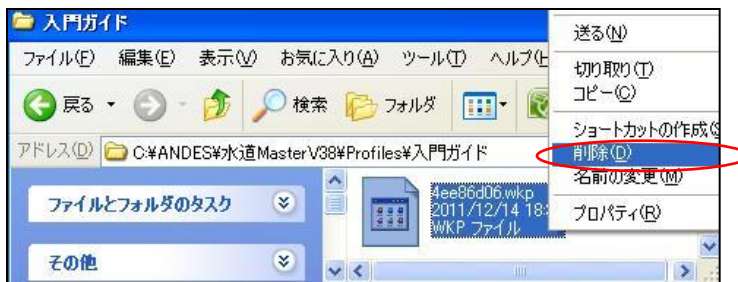 入門ガイド
ファイル(F) 編集(E) 表示(V) お気に入り(A) ツール(T) ヘルプ(H
戻る 検索 フォルダ
アドレス(D) C:¥ANDES¥水道MasterV38¥Profiles¥入門ガイド
ファイルとフォルダのタスク
その他
4ee86d06.wkp
2011/12/14 18:
WKP ファイル
送る(N)
切り取り(T)
コピー(C)
ショートカットの作成(S
削除(D)
名前の変更(M)
プロパティ(R)